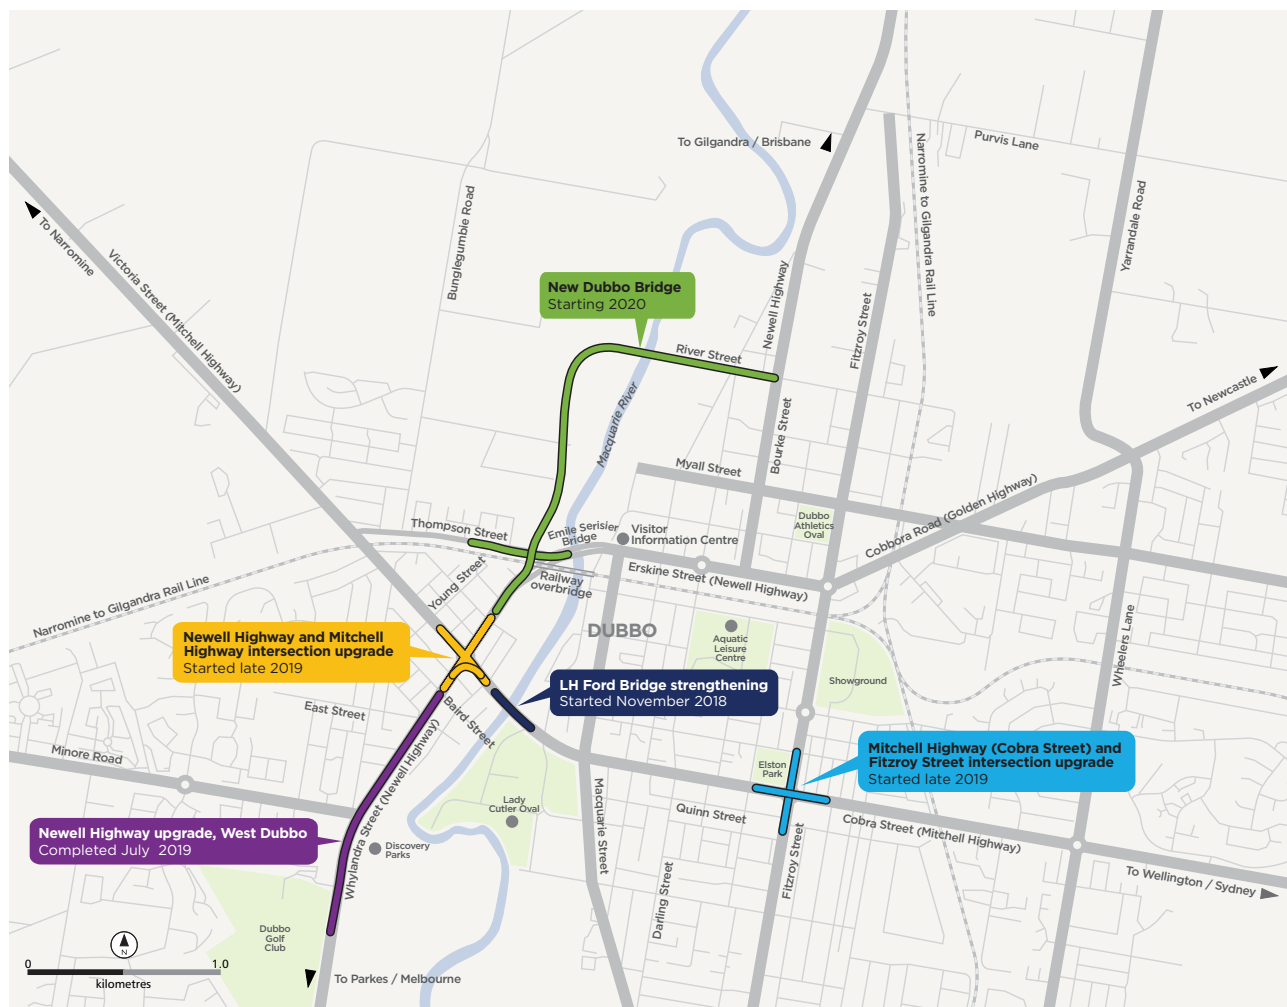 To Gilgandra / Brisbane
Purvis Lane
Narromine to Gilgandra Rail Line
Yarrandale Road
Bunglegumbie Road
To Narromine
Victoria Street (Mitchell Highway)
New Dubbo Bridge
Starting 2020
Newell Highway
Fitzroy Street
River Street
Macquarie River
To Newcastle
Bourke Street
Myall Street
Dubbo
Athletics
Oval
Cobbora Road (Golden Highway)
Thompson Street
Emile Serisier
Bridge
Visitor
Information Centre
Erskine Street (Newell Highway)
Railway
overbridge
Young Street
Narromine to Gilgandra Rail Line
DUBBO
Aquatic
Leisure
Centre
Wheelers Lane
Newell Highway and Mitchell
Highway intersection upgrade
Started late 2019
LH Ford Bridge strengthening
Started November 2018
Showground
East Street
Baird Street
Minore Road
Mitchell Highway (Cobra Street) and
Fitzroy Street intersection upgrade
Started late 2019
Elston
Park
Whylandra Street (Newell Highway)
Lady
Cutler Oval
Macquarie Street
Quinn Street
Cobra Street (Mitchell Highway)
Newell Highway upgrade, West Dubbo
Completed July 2019
Discovery
Parks
Fitzroy Street
Darling Street
To Wellington / Sydney
Dubbo
Golf
Club
N
0 1.0
kilometres
To Parkes / Melbourne